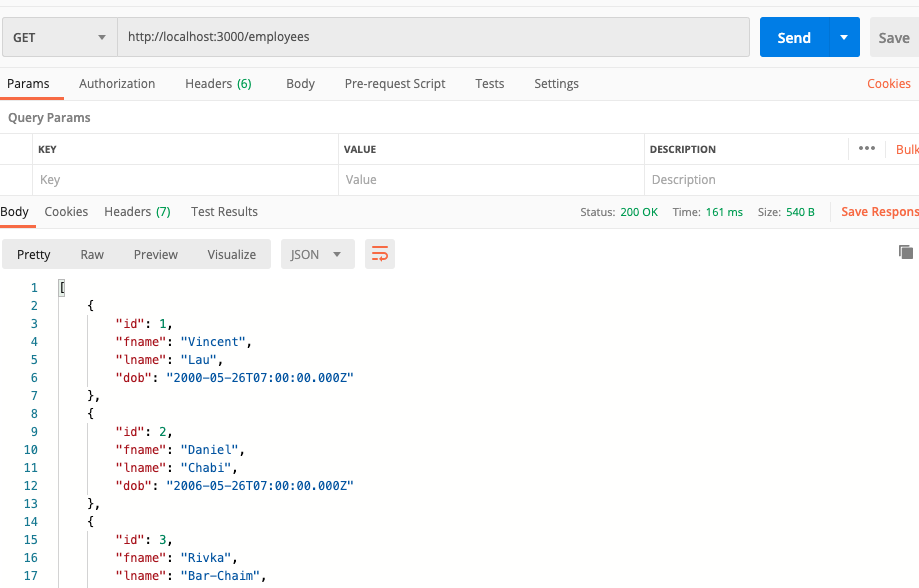 GET http://localhost:3000/employees Send Save
Params Authorization Headers (6) Body Pre-request Script Tests Settings Cookies
Query Params
KEY VALUE DESCRIPTION ••• Bulk
Key Value Description
Body Cookies Headers (7) Test Results Status: 200 OK Time: 161 ms Size: 540 B Save Respons
Pretty Raw Preview Visualize JSON
1 [
2 {
3 "id": 1,
4 "fname": "Vincent",
5 "lname": "Lau",
6 "dob": "2000-05-26T07:00:00.000Z"
7 },
8 {
9 "id": 2,
10 "fname": "Daniel",
11 "lname": "Chabi",
12 "dob": "2006-05-26T07:00:00.000Z"
13 },
14 {
15 "id": 3,
16 "fname": "Rivka",
17 "lname": "Bar-Chaim",